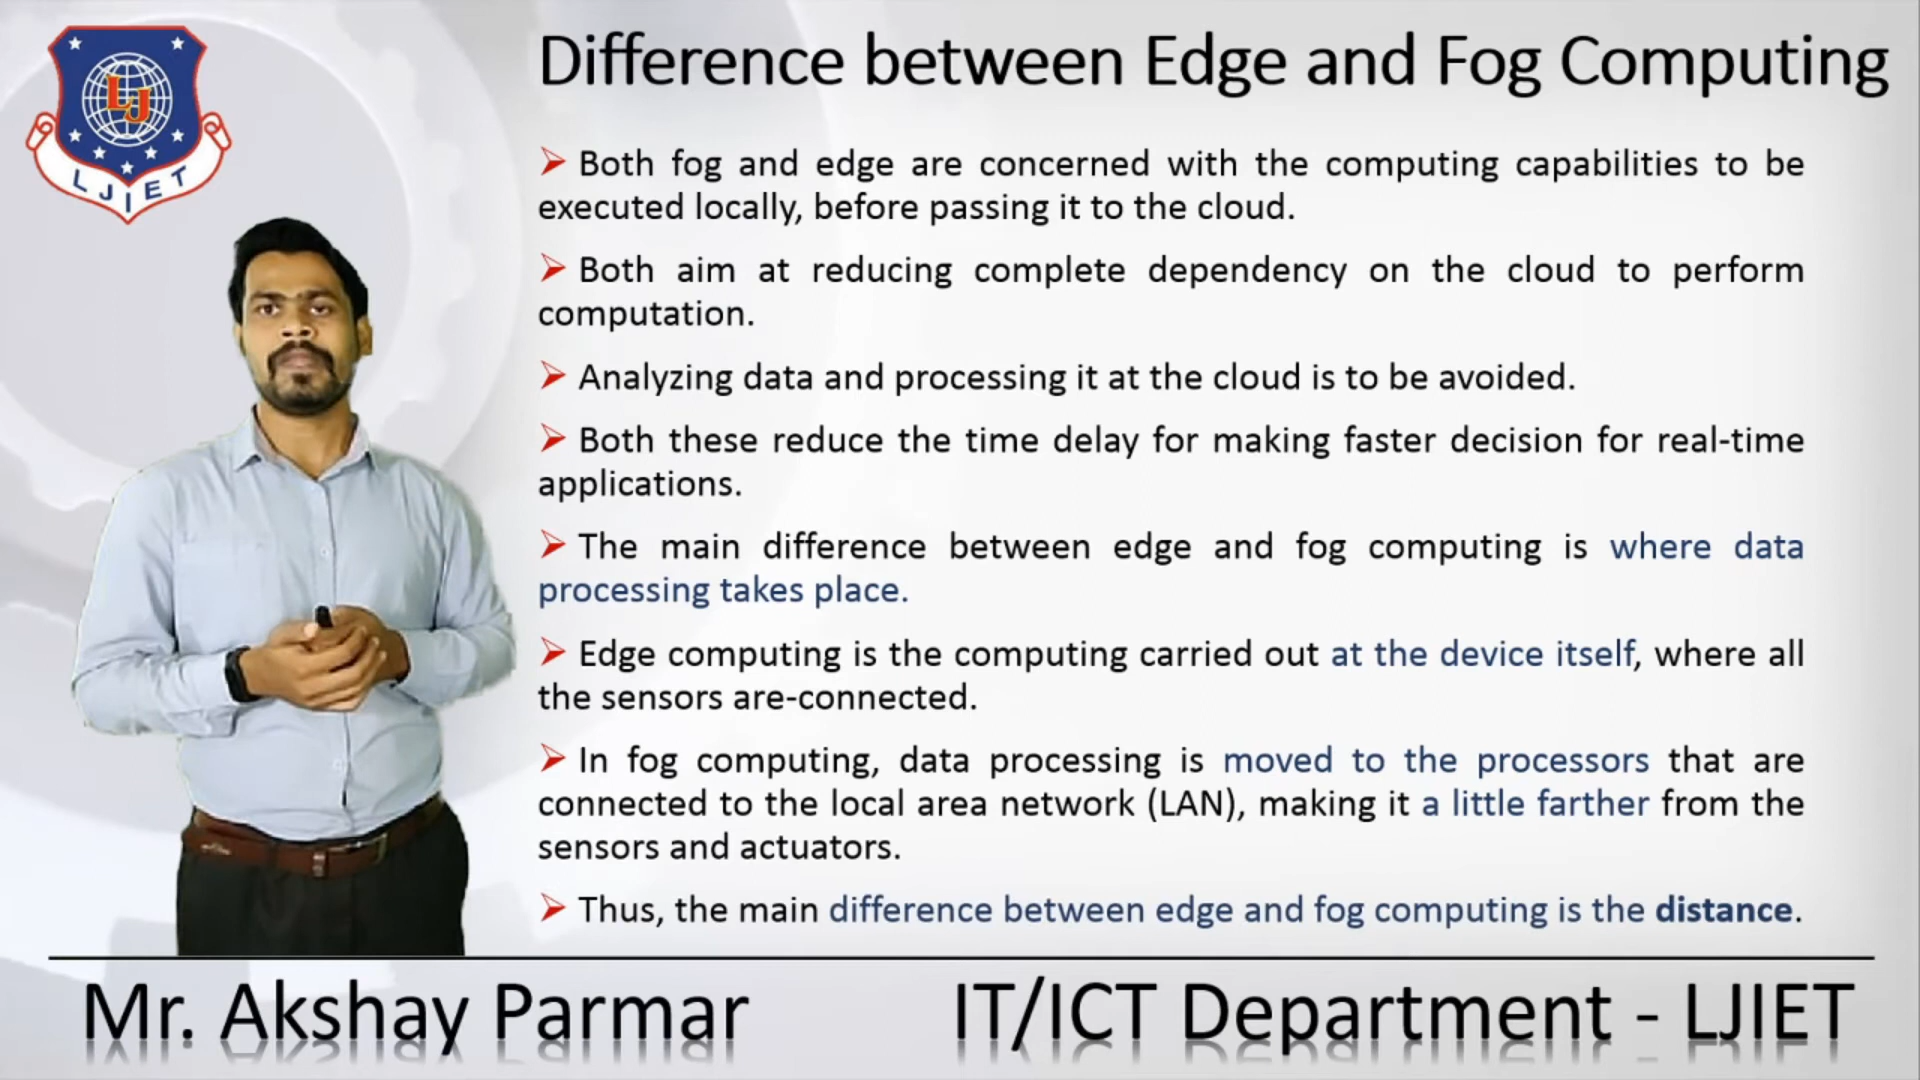 LJ
LJIET
Difference between Edge and Fog Computing
➢ Both fog and edge are concerned with the computing capabilities to be
executed locally, before passing it to the cloud.
➢ Both aim at reducing complete dependency on the cloud to perform
computation.
➢ Analyzing data and processing it at the cloud is to be avoided.
➢ Both these reduce the time delay for making faster decision for real-time
applications.
➢ The main difference between edge and fog computing is where data
processing takes place.
➢ Edge computing is the computing carried out at the device itself, where all
the sensors are-connected.
➢ In fog computing, data processing is moved to the processors that are
connected to the local area network (LAN), making it a little farther from the
sensors and actuators.
➢ Thus, the main difference between edge and fog computing is the distance.
Mr. Akshay Parmar IT/ICT Department - LJIET